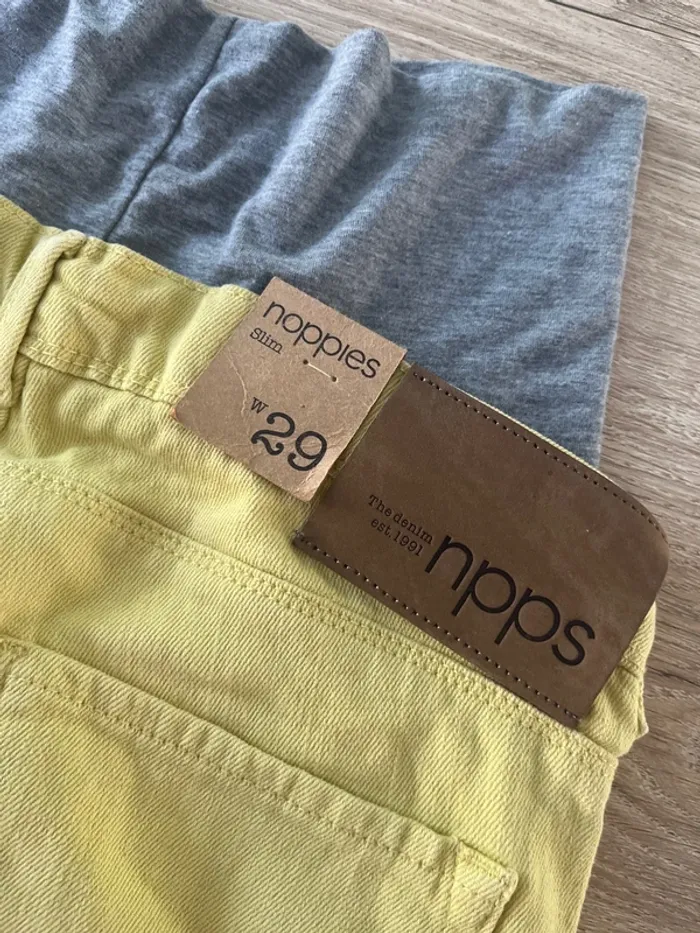 noppies
Slim
W 29
The denim
est.1991
npps